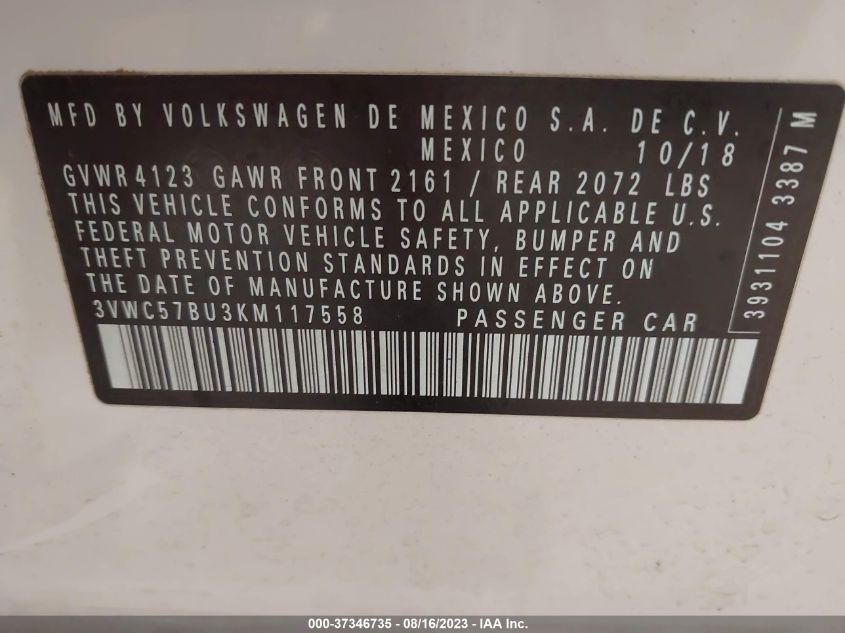 MFD BY VOLKSWAGEN DE MEXICO S.A. DE C.V.
MEXICO 10/18
GVWR 4123 GAWR FRONT 2161 / REAR 2072 LBS
THIS VEHICLE CONFORMS TO ALL APPLICABLE U.S.
FEDERAL MOTOR VEHICLE SAFETY, BUMPER AND
THEFT PREVENTION STANDARDS IN EFFECT ON
THE DATE OF MANUFACTURE SHOWN ABOVE.
3VWC57BU3KM117558 PASSENGER CAR
3931104 3387 M
000-37346735 - 08/16/2023 - IAA Inc.